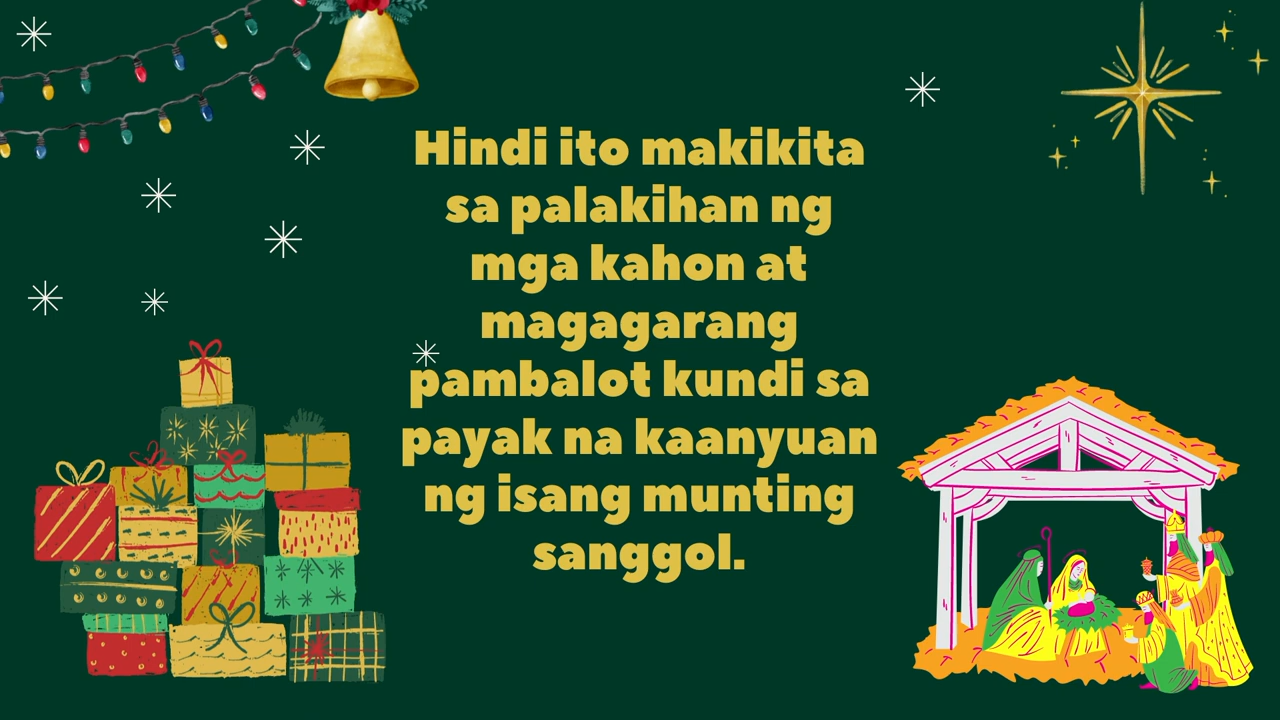 Hindi ito makikita
sa palakihan ng
mga kahon at
magagarang
pambalot kundi sa
payak na kaanyuan
ng isang munting
sanggol.